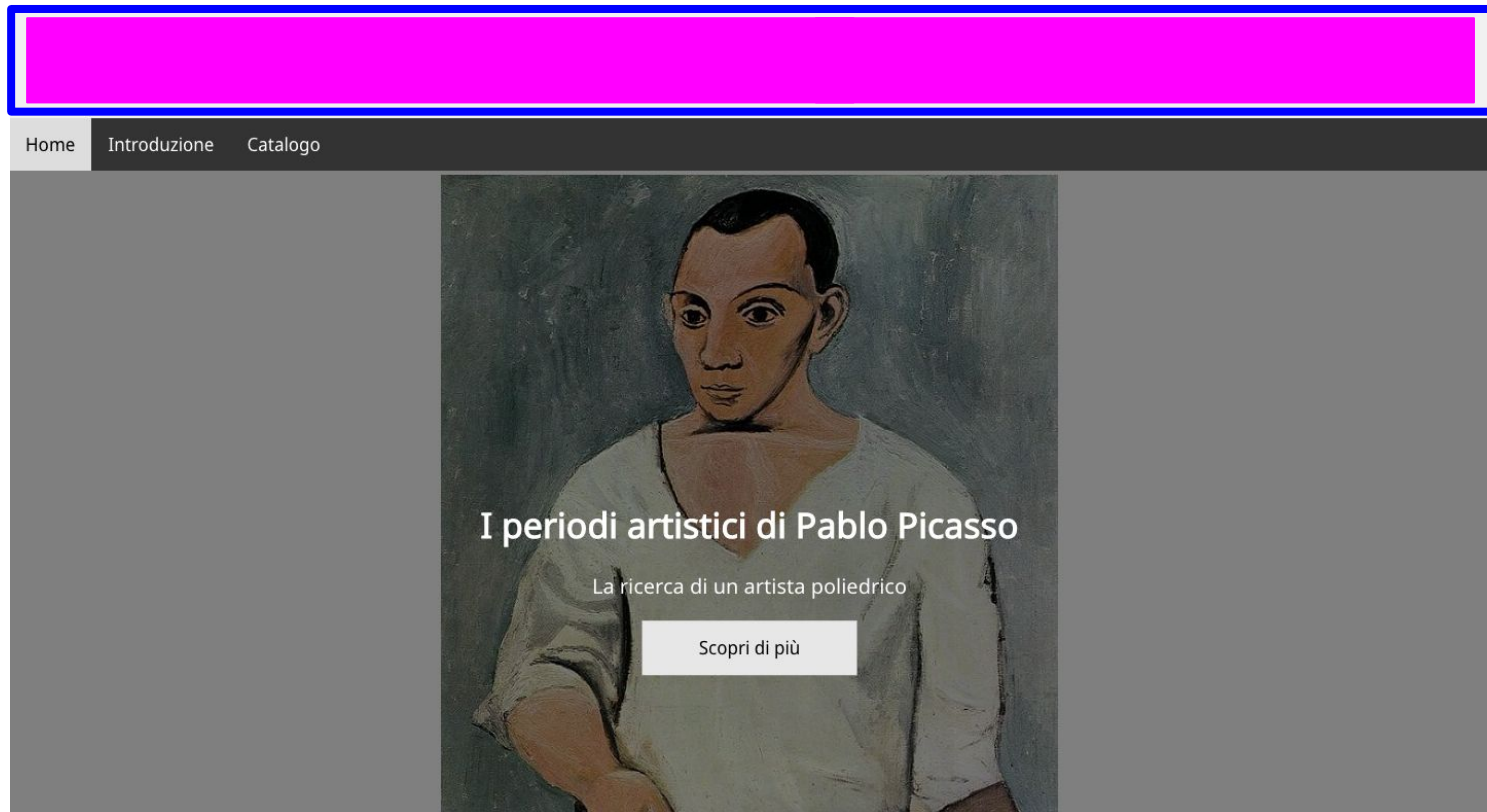 Home
Introduzione
Catalogo
I periodi artistici di Pablo Picasso
La ricerca di un artista poliedrico
Scopri di più